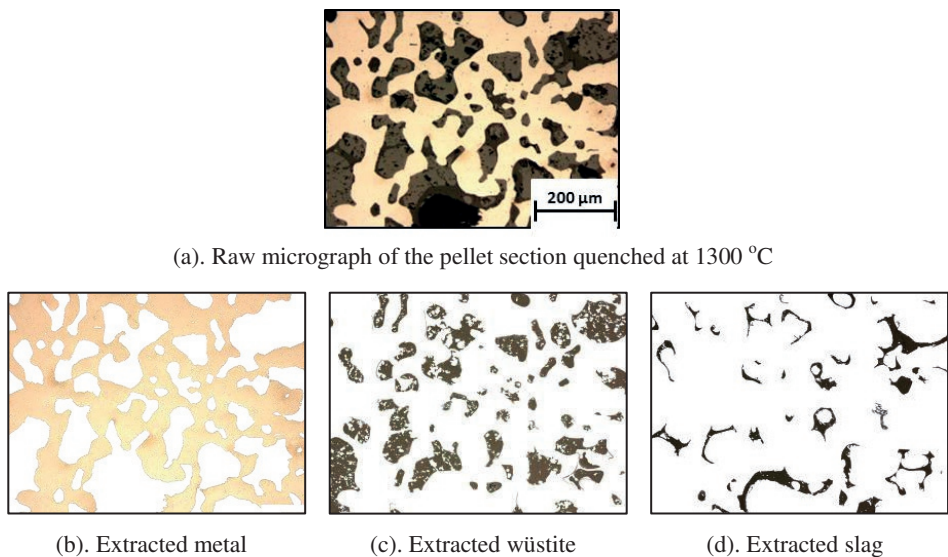 200 µm
(a). Raw micrograph of the pellet section quenched at 1300 °C
(b). Extracted metal
(c). Extracted wüstite
(d). Extracted slag